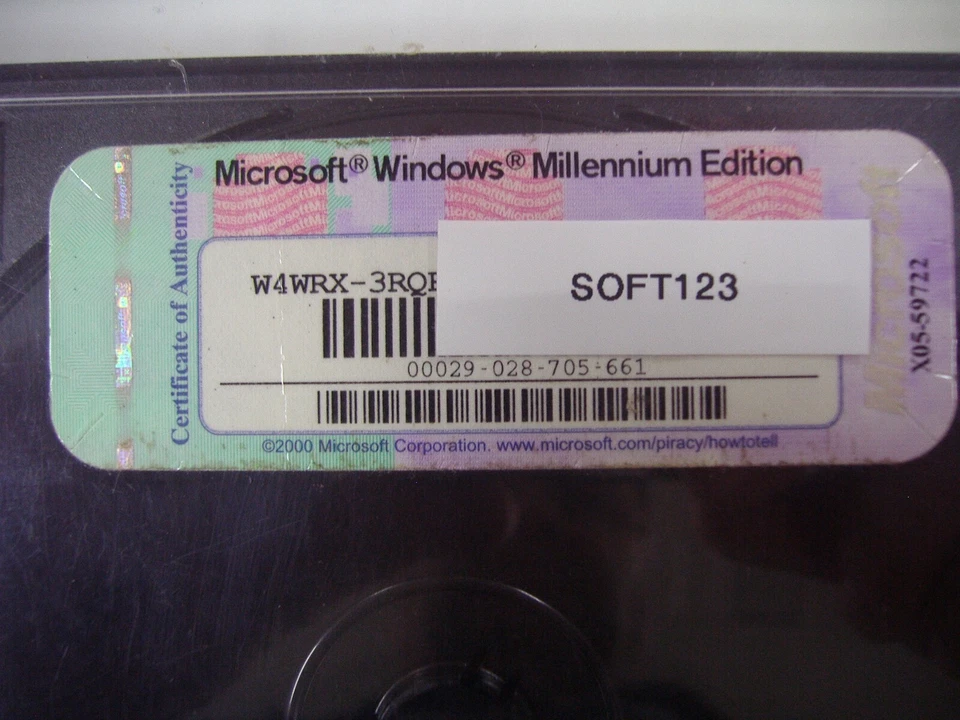 Microsoft® Windows® Millennium Edition
Certificate of Authenticity
W4WRX-3RQ
SOFT123
00029-028-705-661
X05-59722
©2000 Microsoft Corporation. www.microsoft.com/piracy/howtotell